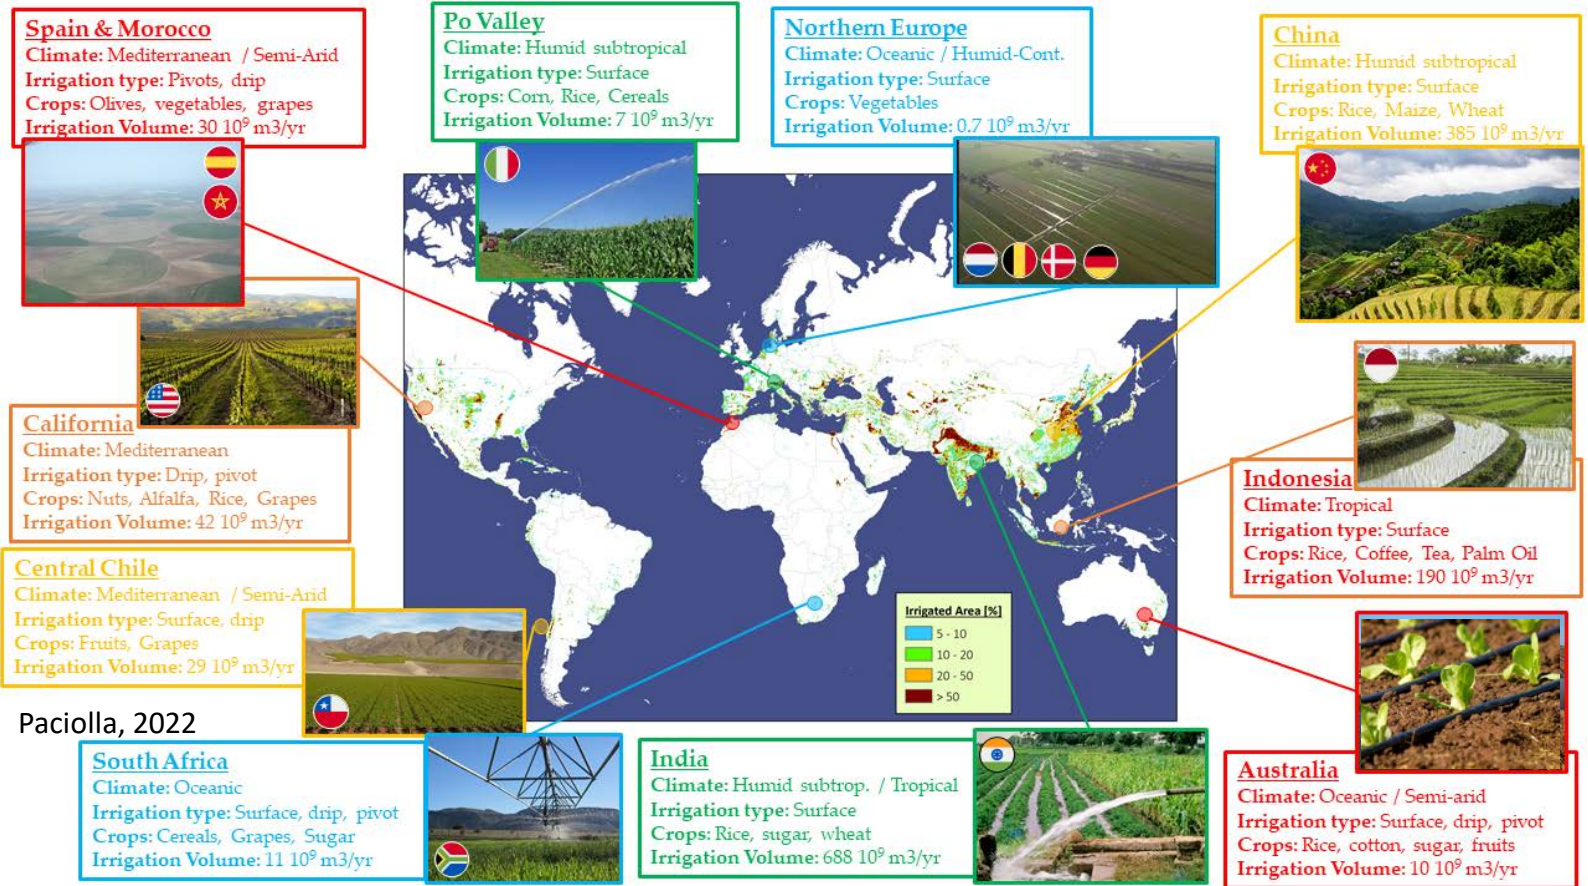 Spain & Morocco
Climate: Mediterranean / Semi-Arid
Irrigation type: Pivots, drip
Crops: Olives, vegetables, grapes
Irrigation Volume: 30 10⁹ m3/yr
Po Valley
Climate: Humid subtropical
Irrigation type: Surface
Crops: Corn, Rice, Cereals
Irrigation Volume: 7 10⁹ m3/yr
Northern Europe
Climate: Oceanic / Humid-Cont.
Irrigation type: Surface
Crops: Vegetables
Irrigation Volume: 0.7 10⁹ m3/yr
China
Climate: Humid subtropical
Irrigation type: Surface
Crops: Rice, Maize, Wheat
Irrigation Volume: 385 10⁹ m3/yr
California
Climate: Mediterranean
Irrigation type: Drip, pivot
Crops: Nuts, Alfalfa, Rice, Grapes
Irrigation Volume: 42 10⁹ m3/yr
Indonesia
Climate: Tropical
Irrigation type: Surface
Crops: Rice, Coffee, Tea, Palm Oil
Irrigation Volume: 190 10⁹ m3/yr
Central Chile
Climate: Mediterranean / Semi-Arid
Irrigation type: Surface, drip
Crops: Fruits, Grapes
Irrigation Volume: 29 10⁹ m3/yr
Irrigated Area [%]
5 - 10
10 - 20
20 - 50
> 50
Paciolla, 2022
South Africa
Climate: Oceanic
Irrigation type: Surface, drip, pivot
Crops: Cereals, Grapes, Sugar
Irrigation Volume: 11 10⁹ m3/yr
India
Climate: Humid subtrop. / Tropical
Irrigation type: Surface
Crops: Rice, sugar, wheat
Irrigation Volume: 688 10⁹ m3/yr
Australia
Climate: Oceanic / Semi-arid
Irrigation type: Surface, drip, pivot
Crops: Rice, cotton, sugar, fruits
Irrigation Volume: 10 10⁹ m3/yr